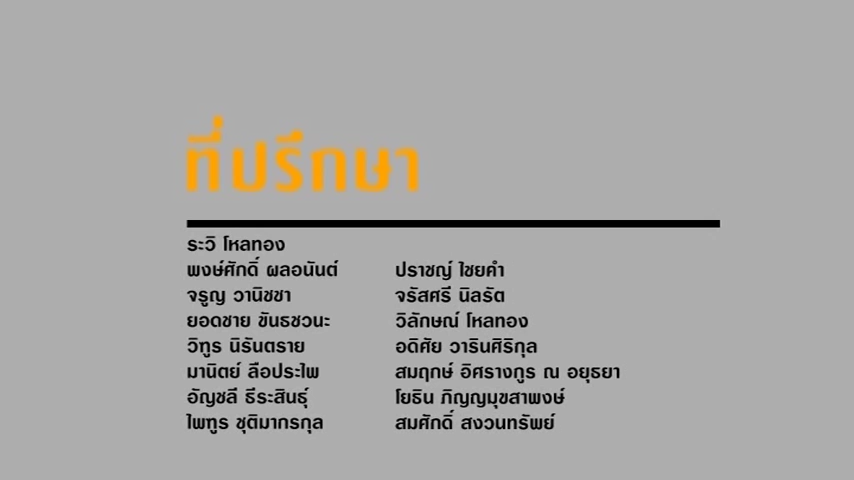 ที่ปรึกษา
ระวิ โหลทอง
พงษ์ศักดิ์ ผลอนันต์
จรูญ วานิชชา
ยอดชาย ขันธชวนะ
วิฑูร นิรันตราย
มานิตย์ ลือประไพ
อัญชลี ธีระสินธุ์
ไพฑูร ชุติมากรกุล
ปราชญ์ ไชยคำ
จรัสศรี นิลรัต
วิลักษณ์ โหลทอง
อดิศัย วารินศิริกุล
สมฤกษ์ อิศรางกูร ณ อยุธยา
โยธิน ภิญญมุขสาพงษ์
สมศักดิ์ สงวนทรัพย์